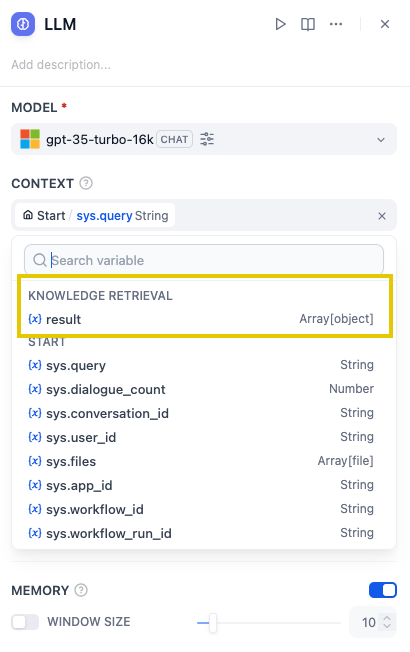 LLM
Add description...
MODEL *
gpt-35-turbo-16k CHAT
CONTEXT ?
Start / sys.query String
Search variable
KNOWLEDGE RETRIEVAL
{x} result Array[object]
START
{x} sys.query String
{x} sys.dialogue_count Number
{x} sys.conversation_id String
{x} sys.user_id String
{x} sys.files Array[file]
{x} sys.app_id String
{x} sys.workflow_id String
{x} sys.workflow_run_id String
MEMORY ?
WINDOW SIZE 10